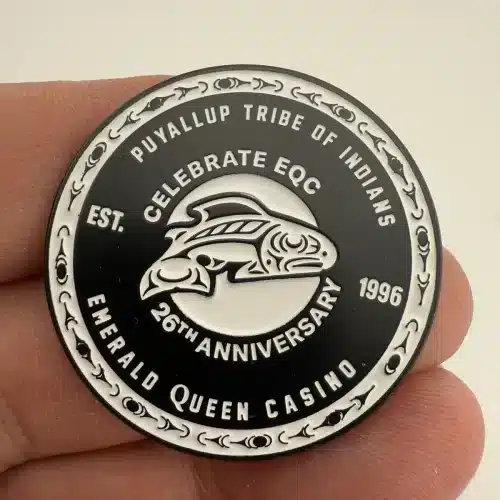 PUYALLUP TRIBE OF INDIANS
CELEBRATE EQC
EST.
1996
26TH ANNIVERSARY
EMERALD QUEEN CASINO